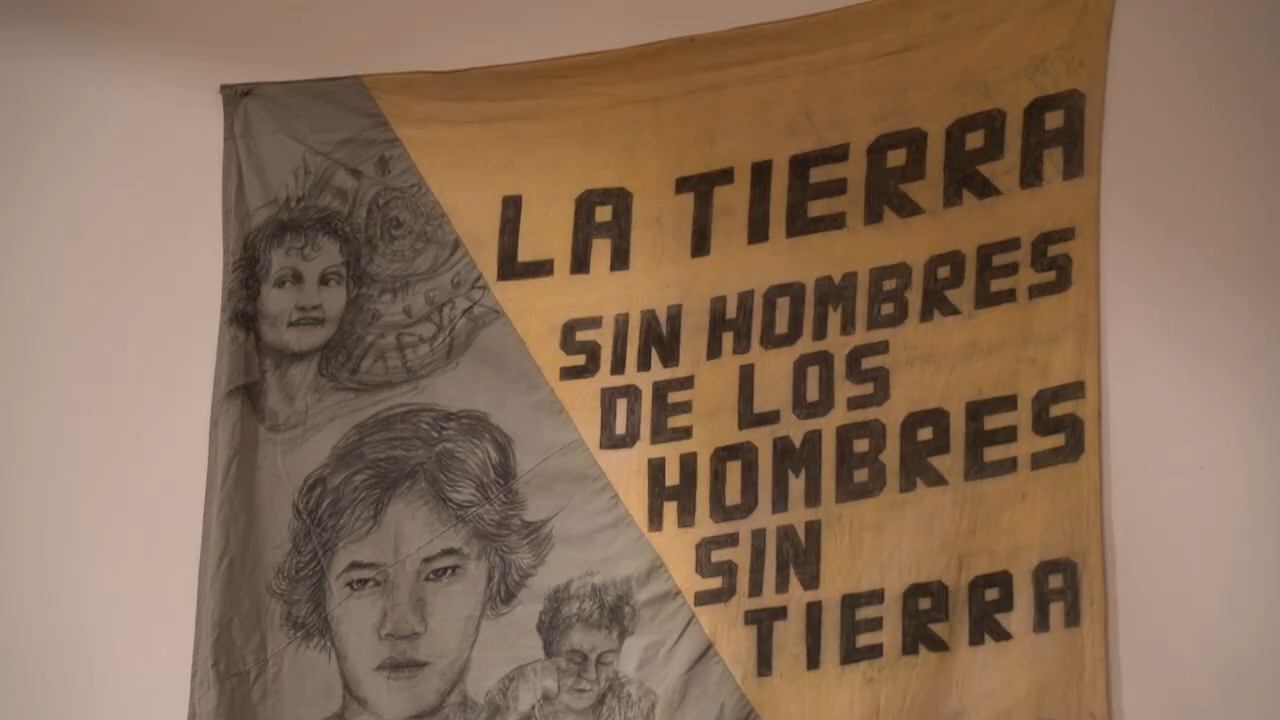 LA TIERRA
SIN HOMBRES
DE LOS
HOMBRES
SIN
TIERRA